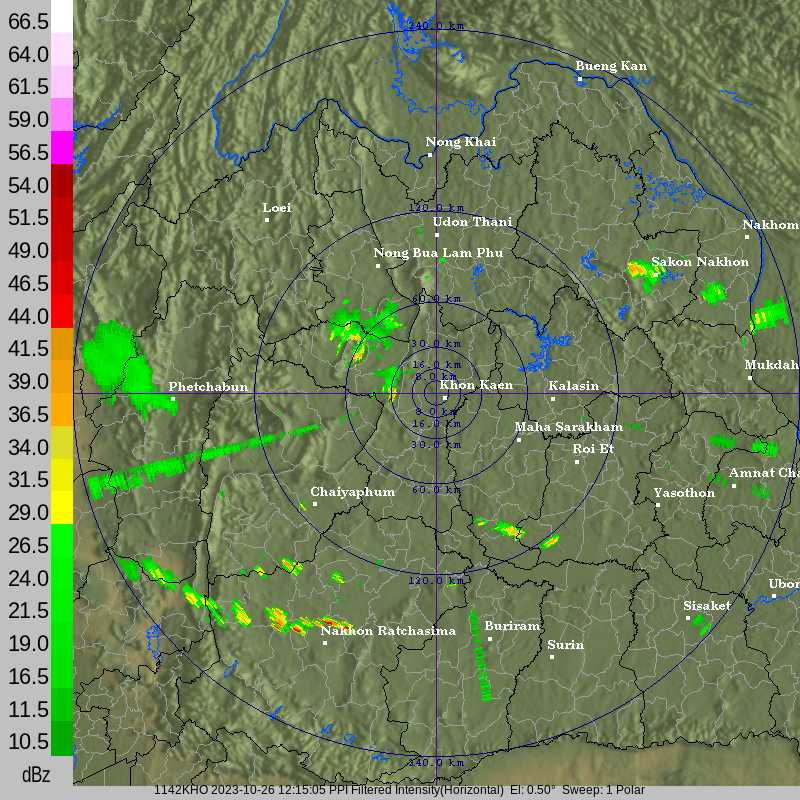 66.5
64.0
61.5
59.0
56.5
54.0
51.5
49.0
46.5
44.0
41.5
39.0
36.5
34.0
31.5
29.0
26.5
24.0
21.5
19.0
16.5
14.0
11.5
10.5
dBz
240.0 km
Bueng Kan
Nong Khai
Loei
120.0 km
Udon Thani
Nakhom
Nong Bua Lam Phu
Sakon Nakhon
60.0 km
30.0 km
16.0 km
8.0 km
Mukdah
Phetchabun
Khon Kaen
Kalasin
8.0 km
16.0 km
Maha Sarakham
30.0 km
Roi Et
Amnat Cha
60.0 km
Chaiyaphum
Yasothon
120.0 km
Ubor
Sisaket
Nakhon Ratchasima
Buriram
Surin
240.0 km
1142KHO 2023-10-26 12:15:05 PPI Filtered Intensity(Horizontal) El: 0.50° Sweep: 1 Polar